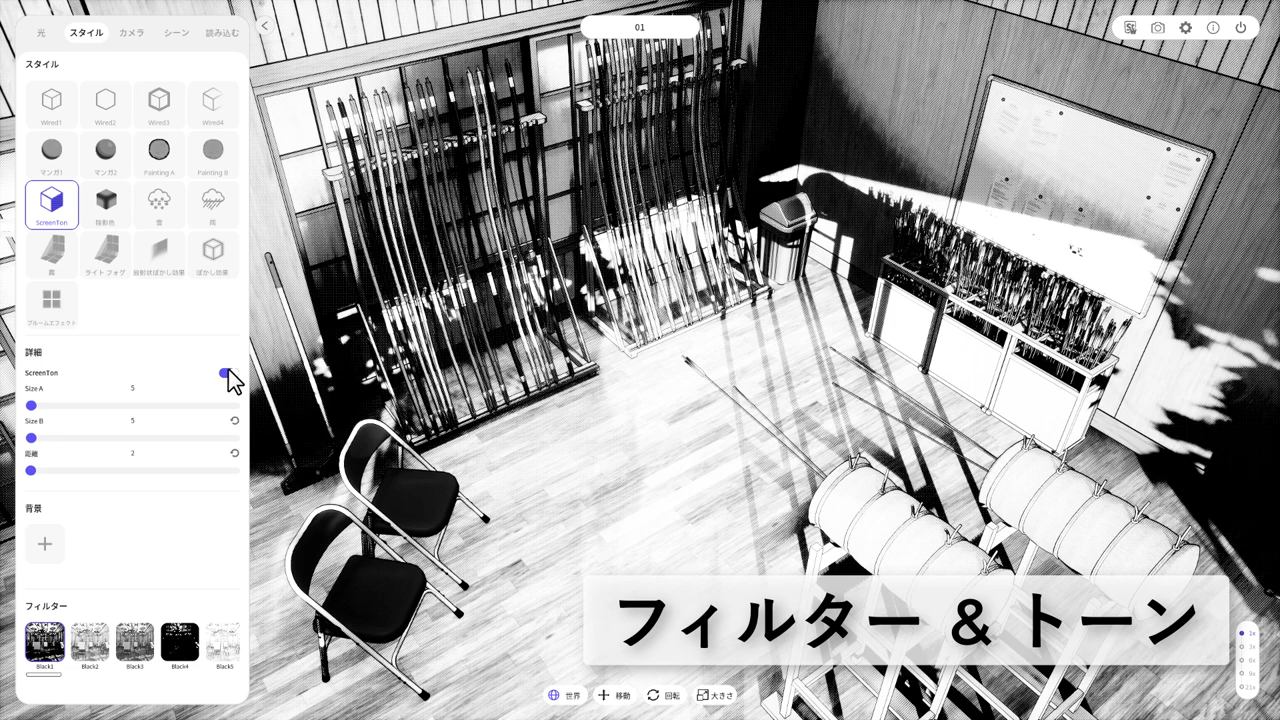 光 スタイル カメラ シーン 読み込む
01
スタイル
Wired1 Wired2 Wired3 Wired4
マンガ1 マンガ2 Painting A Painting B
ScreenTon 陰影色 雪 雨
霧 ライト フォグ 放射状ぼかし効果 ぼかし効果
ブルームエフェクト
詳細
ScreenTon
Size A 5
Size B 5
距離 2
背景
フィルター
Black1 Black2 Black3 Black4 Black5
フィルター & トーン
世界 移動 回転 大きさ
1x
3x
6x
9x
21x